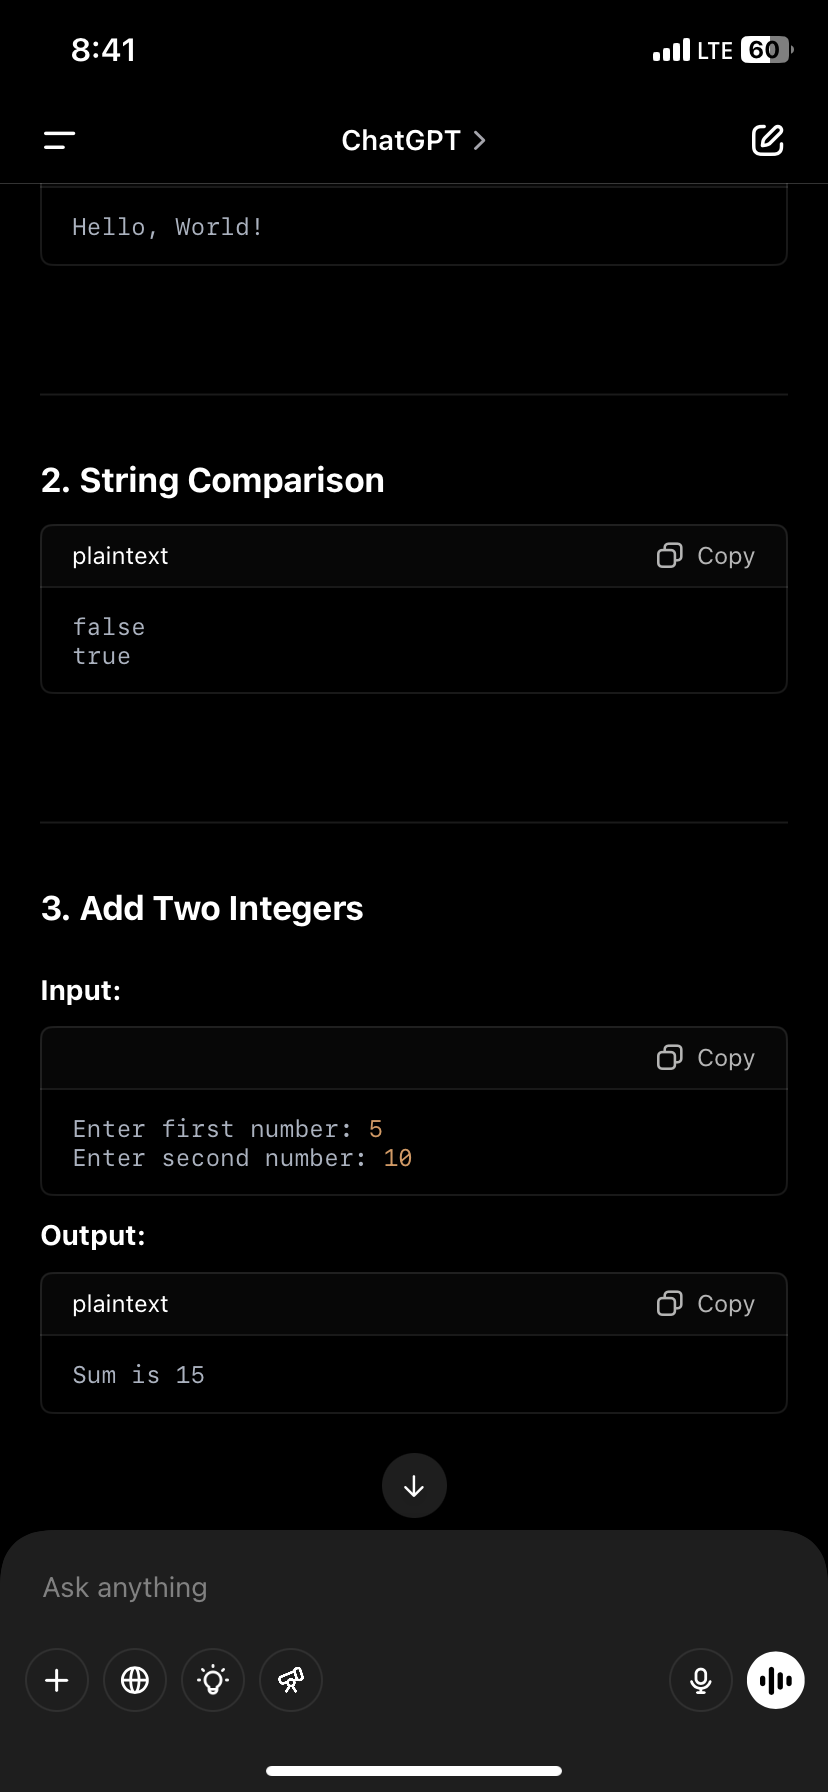 8:41
LTE 60
ChatGPT
Hello, World!
2. String Comparison
plaintext Copy
false
true
3. Add Two Integers
Input:
Copy
Enter first number: 5
Enter second number: 10
Output:
plaintext Copy
Sum is 15
Ask anything